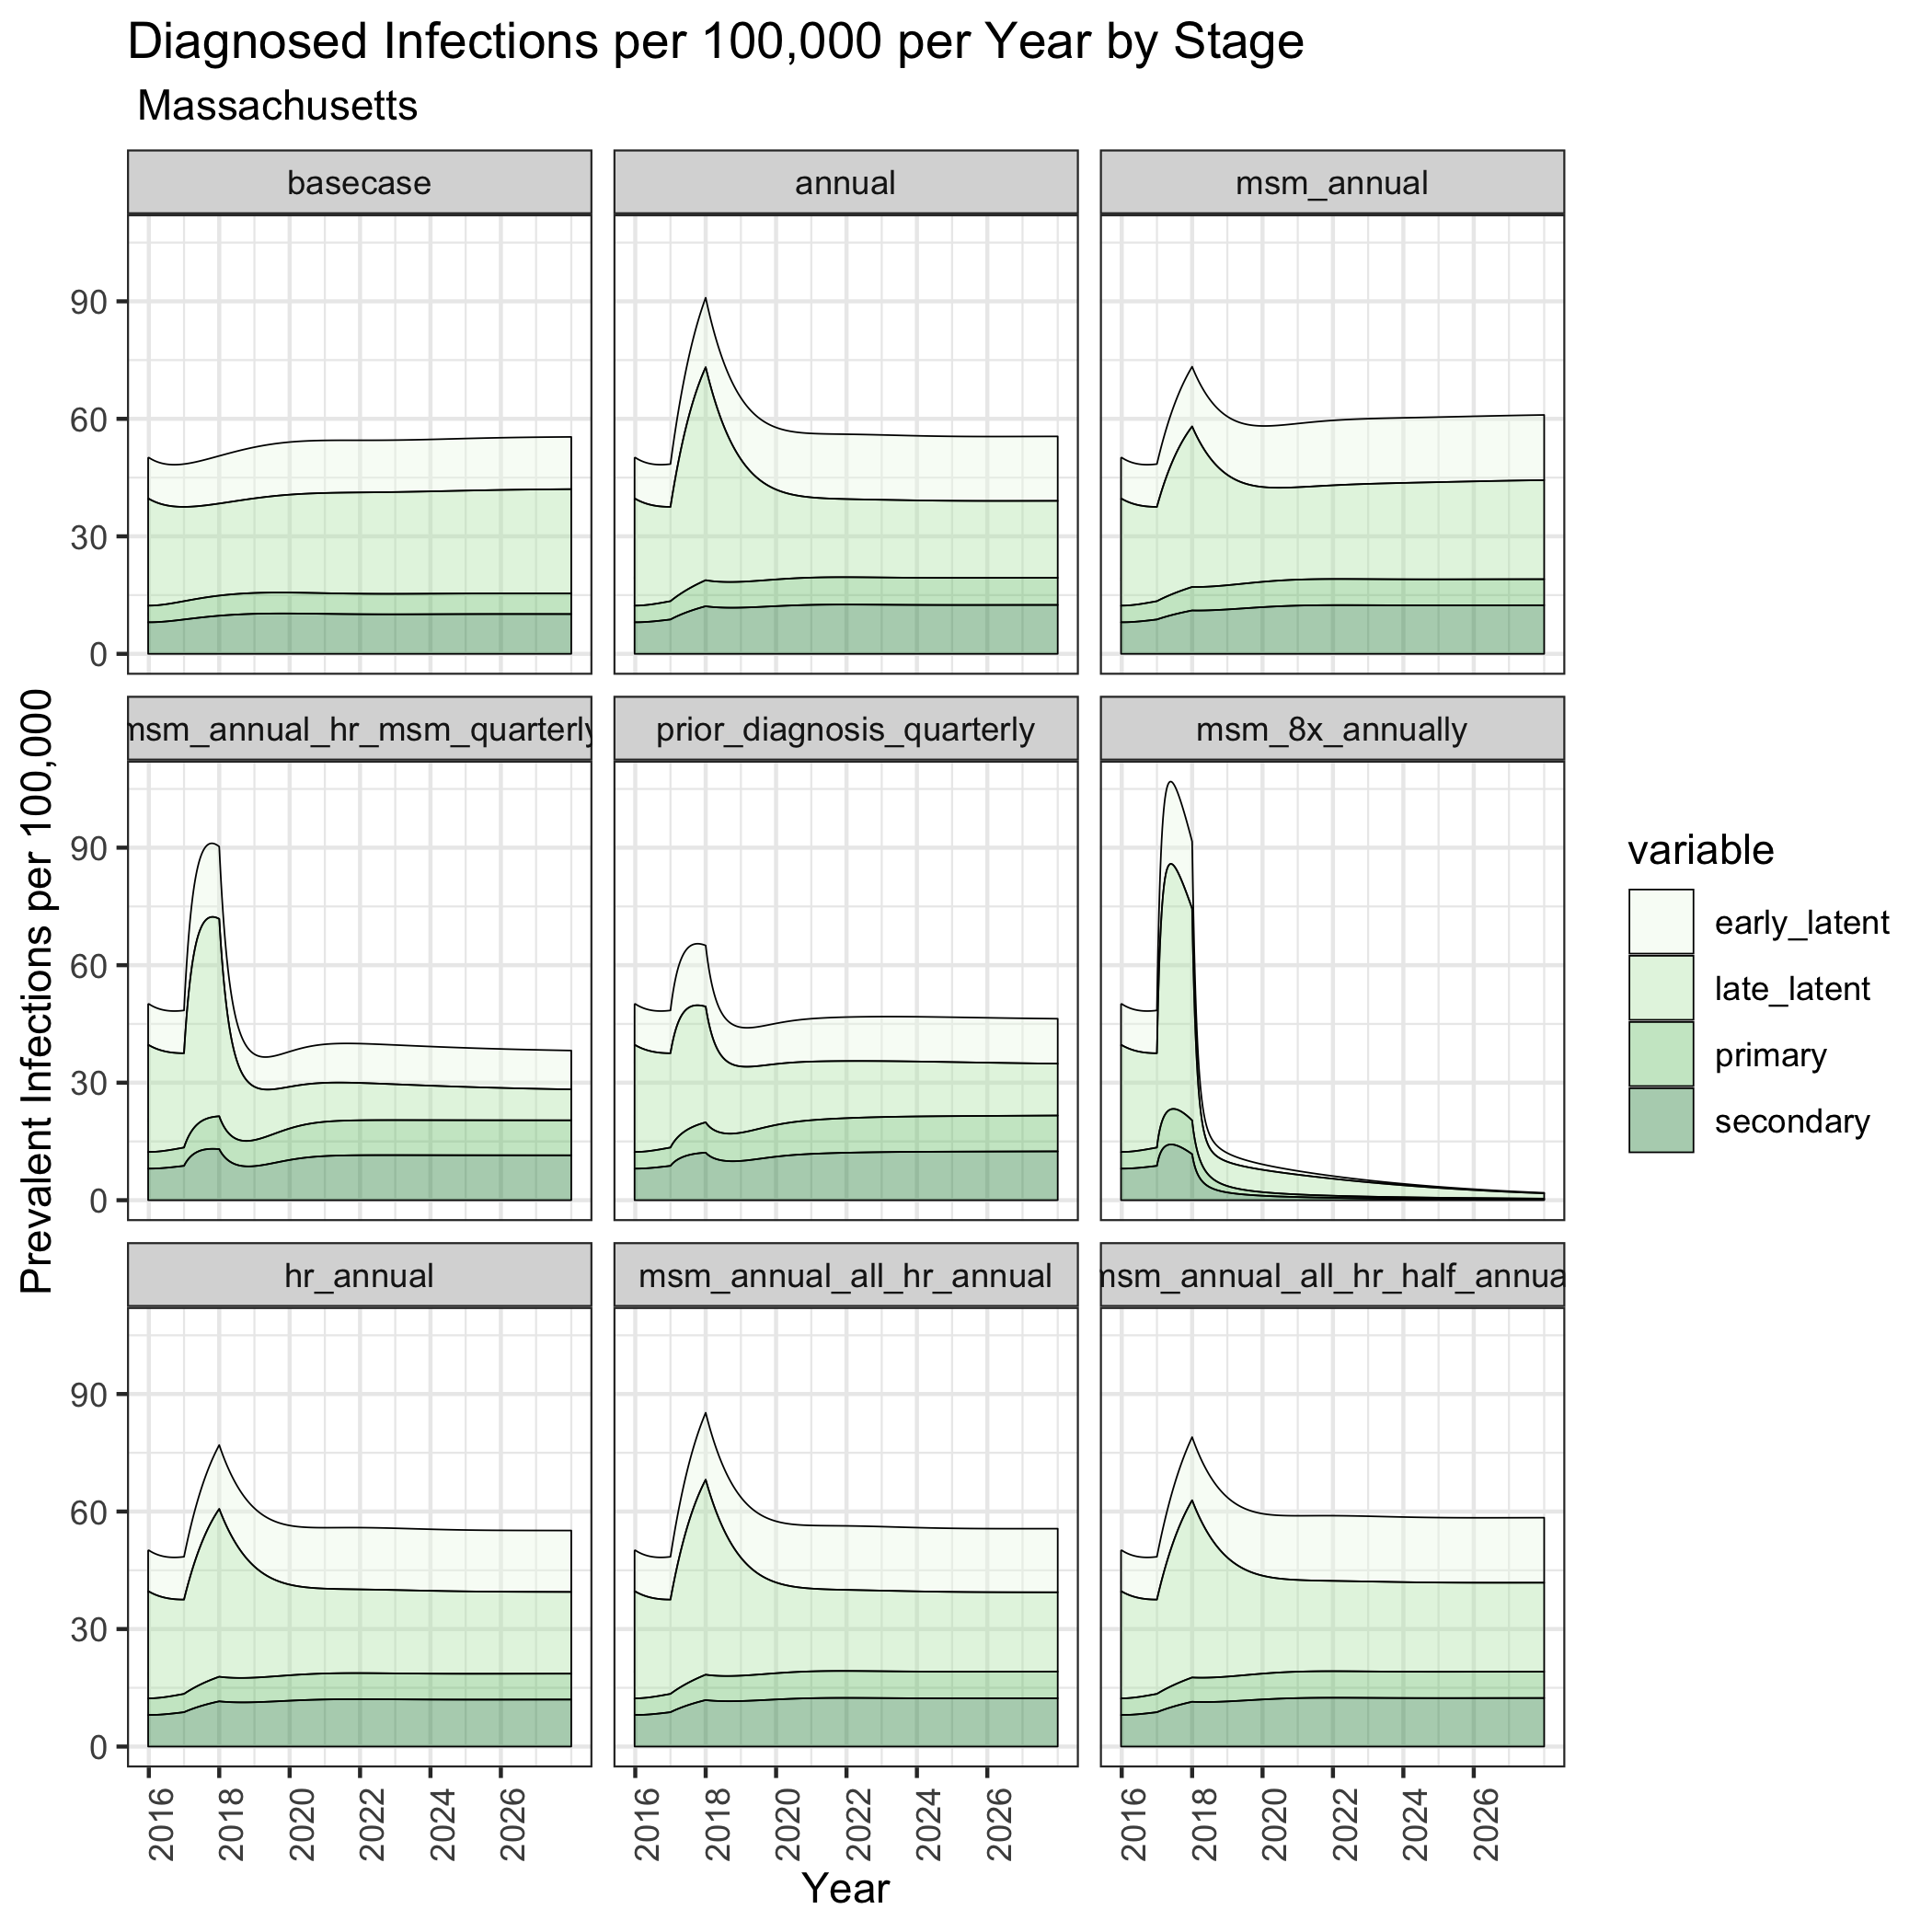 Diagnosed Infections per 100,000 per Year by Stage
Massachusetts
basecase
annual
msm_annual
90
60
30
0
msm_annual_hr_msm_quarterly
prior_diagnosis_quarterly
msm_8x_annually
90
60
30
0
hr_annual
msm_annual_all_hr_annual
msm_annual_all_hr_half_annua
90
60
30
0
2016 2018 2020 2022 2024 2026
2016 2018 2020 2022 2024 2026
2016 2018 2020 2022 2024 2026
Year
Prevalent Infections per 100,000
variable
early_latent
late_latent
primary
secondary